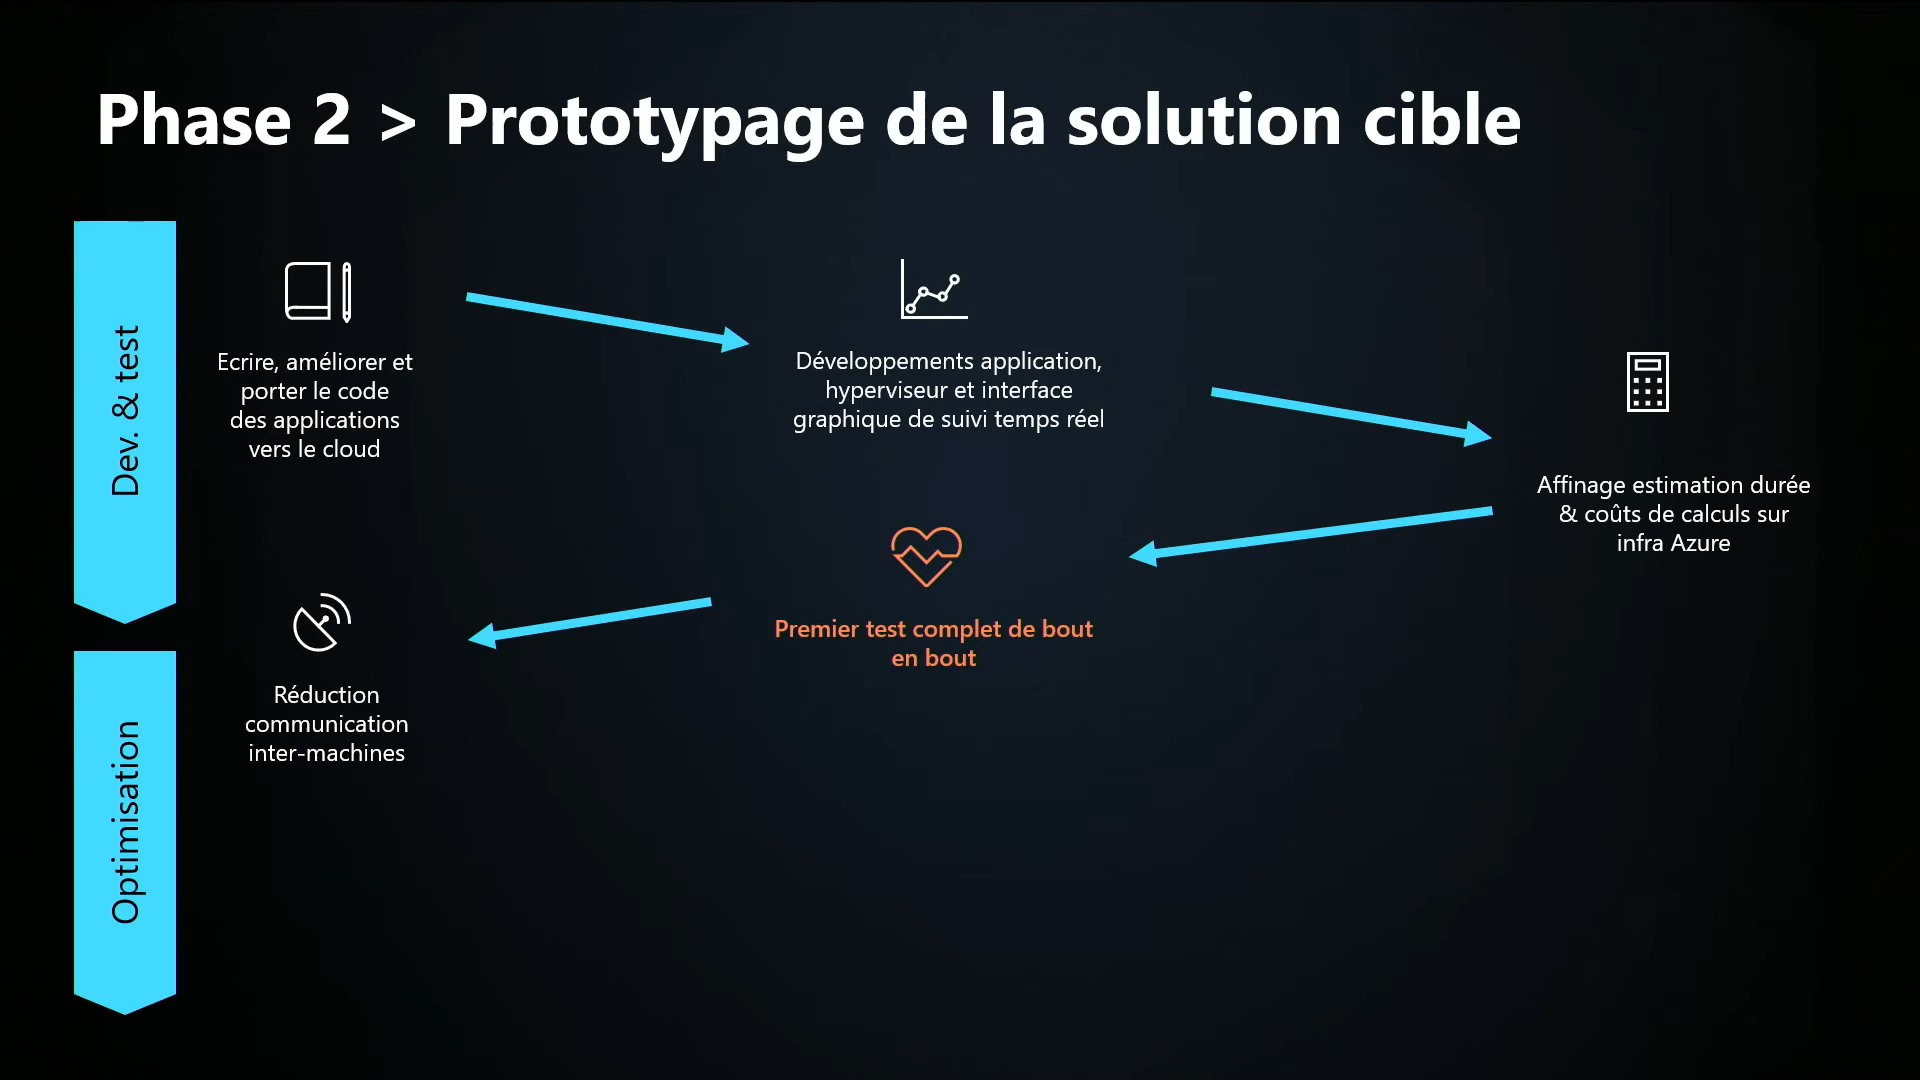 Phase 2 > Prototypage de la solution cible
Dev. & test
Ecrire, améliorer et
porter le code
des applications
vers le cloud
Développements application,
hyperviseur et interface
graphique de suivi temps réel
Affinage estimation durée
& coûts de calculs sur
infra Azure
Premier test complet de bout
en bout
Réduction
communication
inter-machines
Optimisation